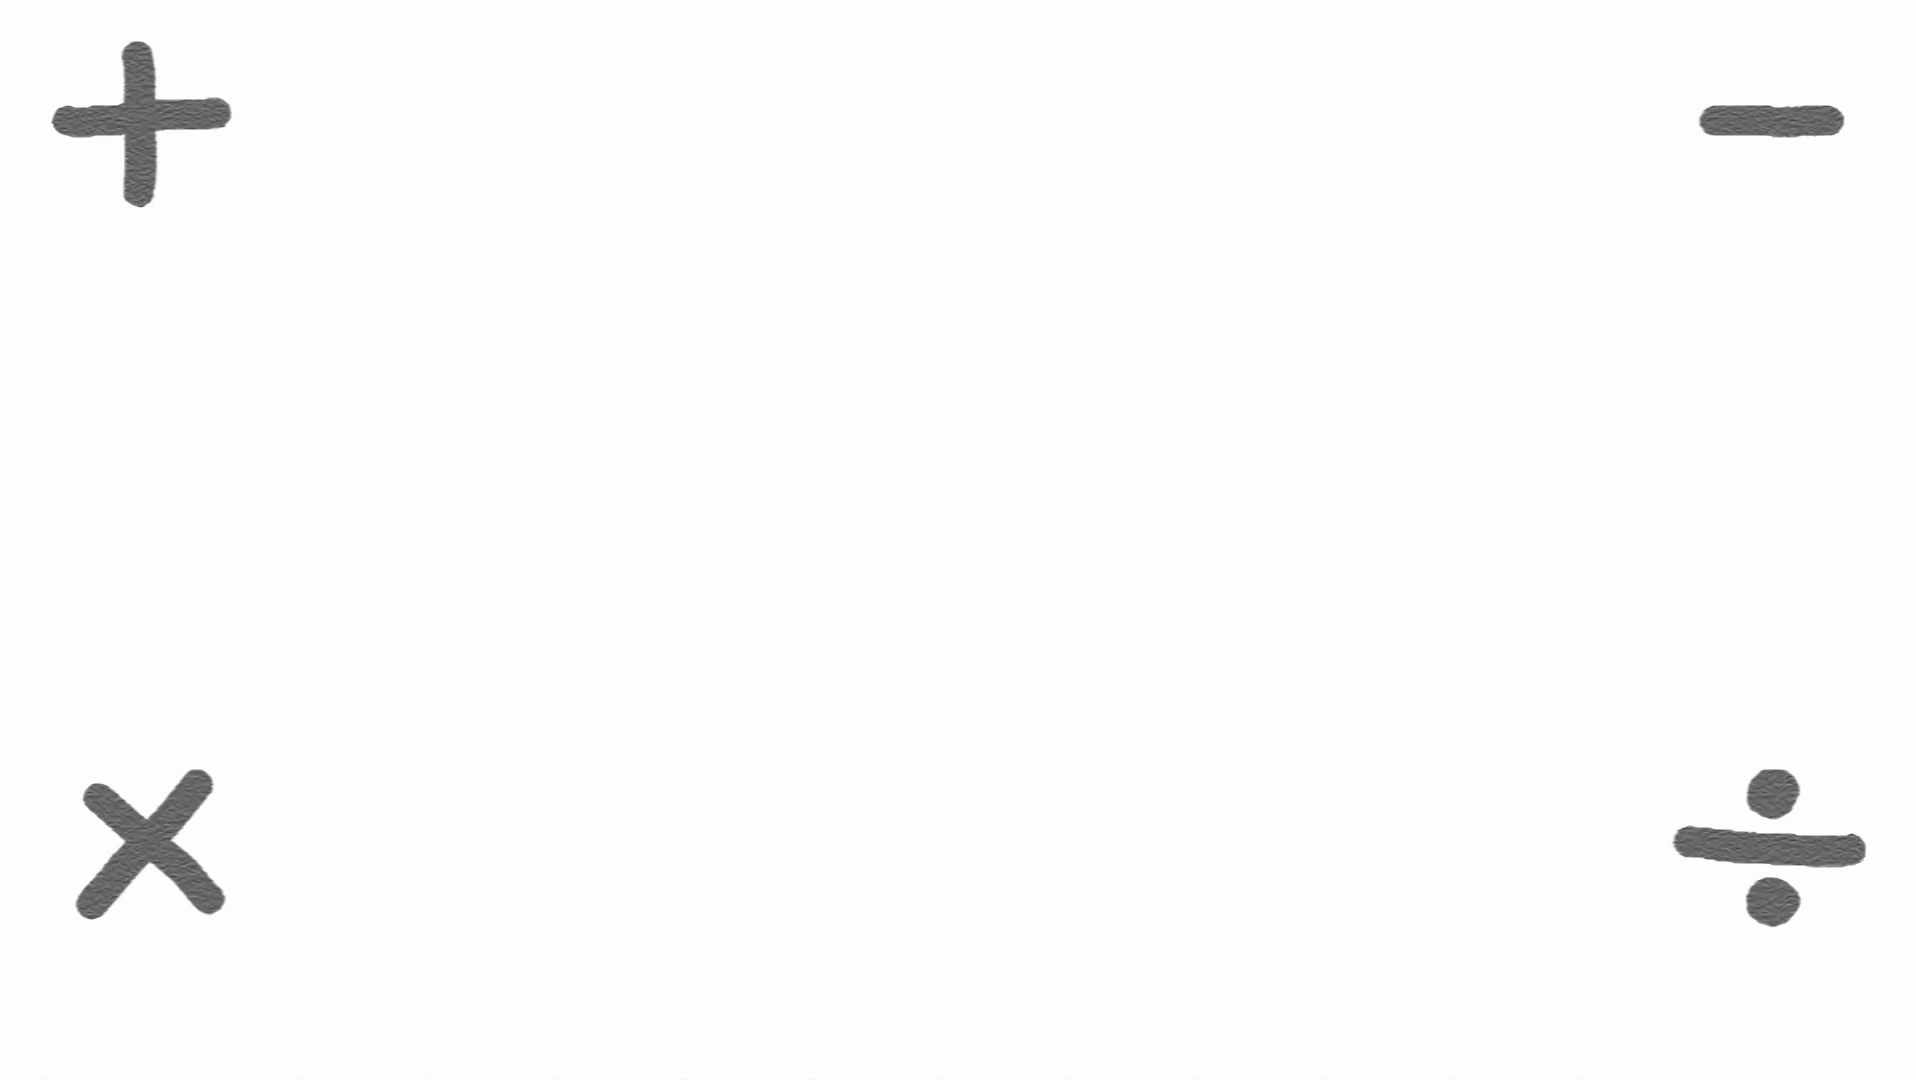 + −
× ÷